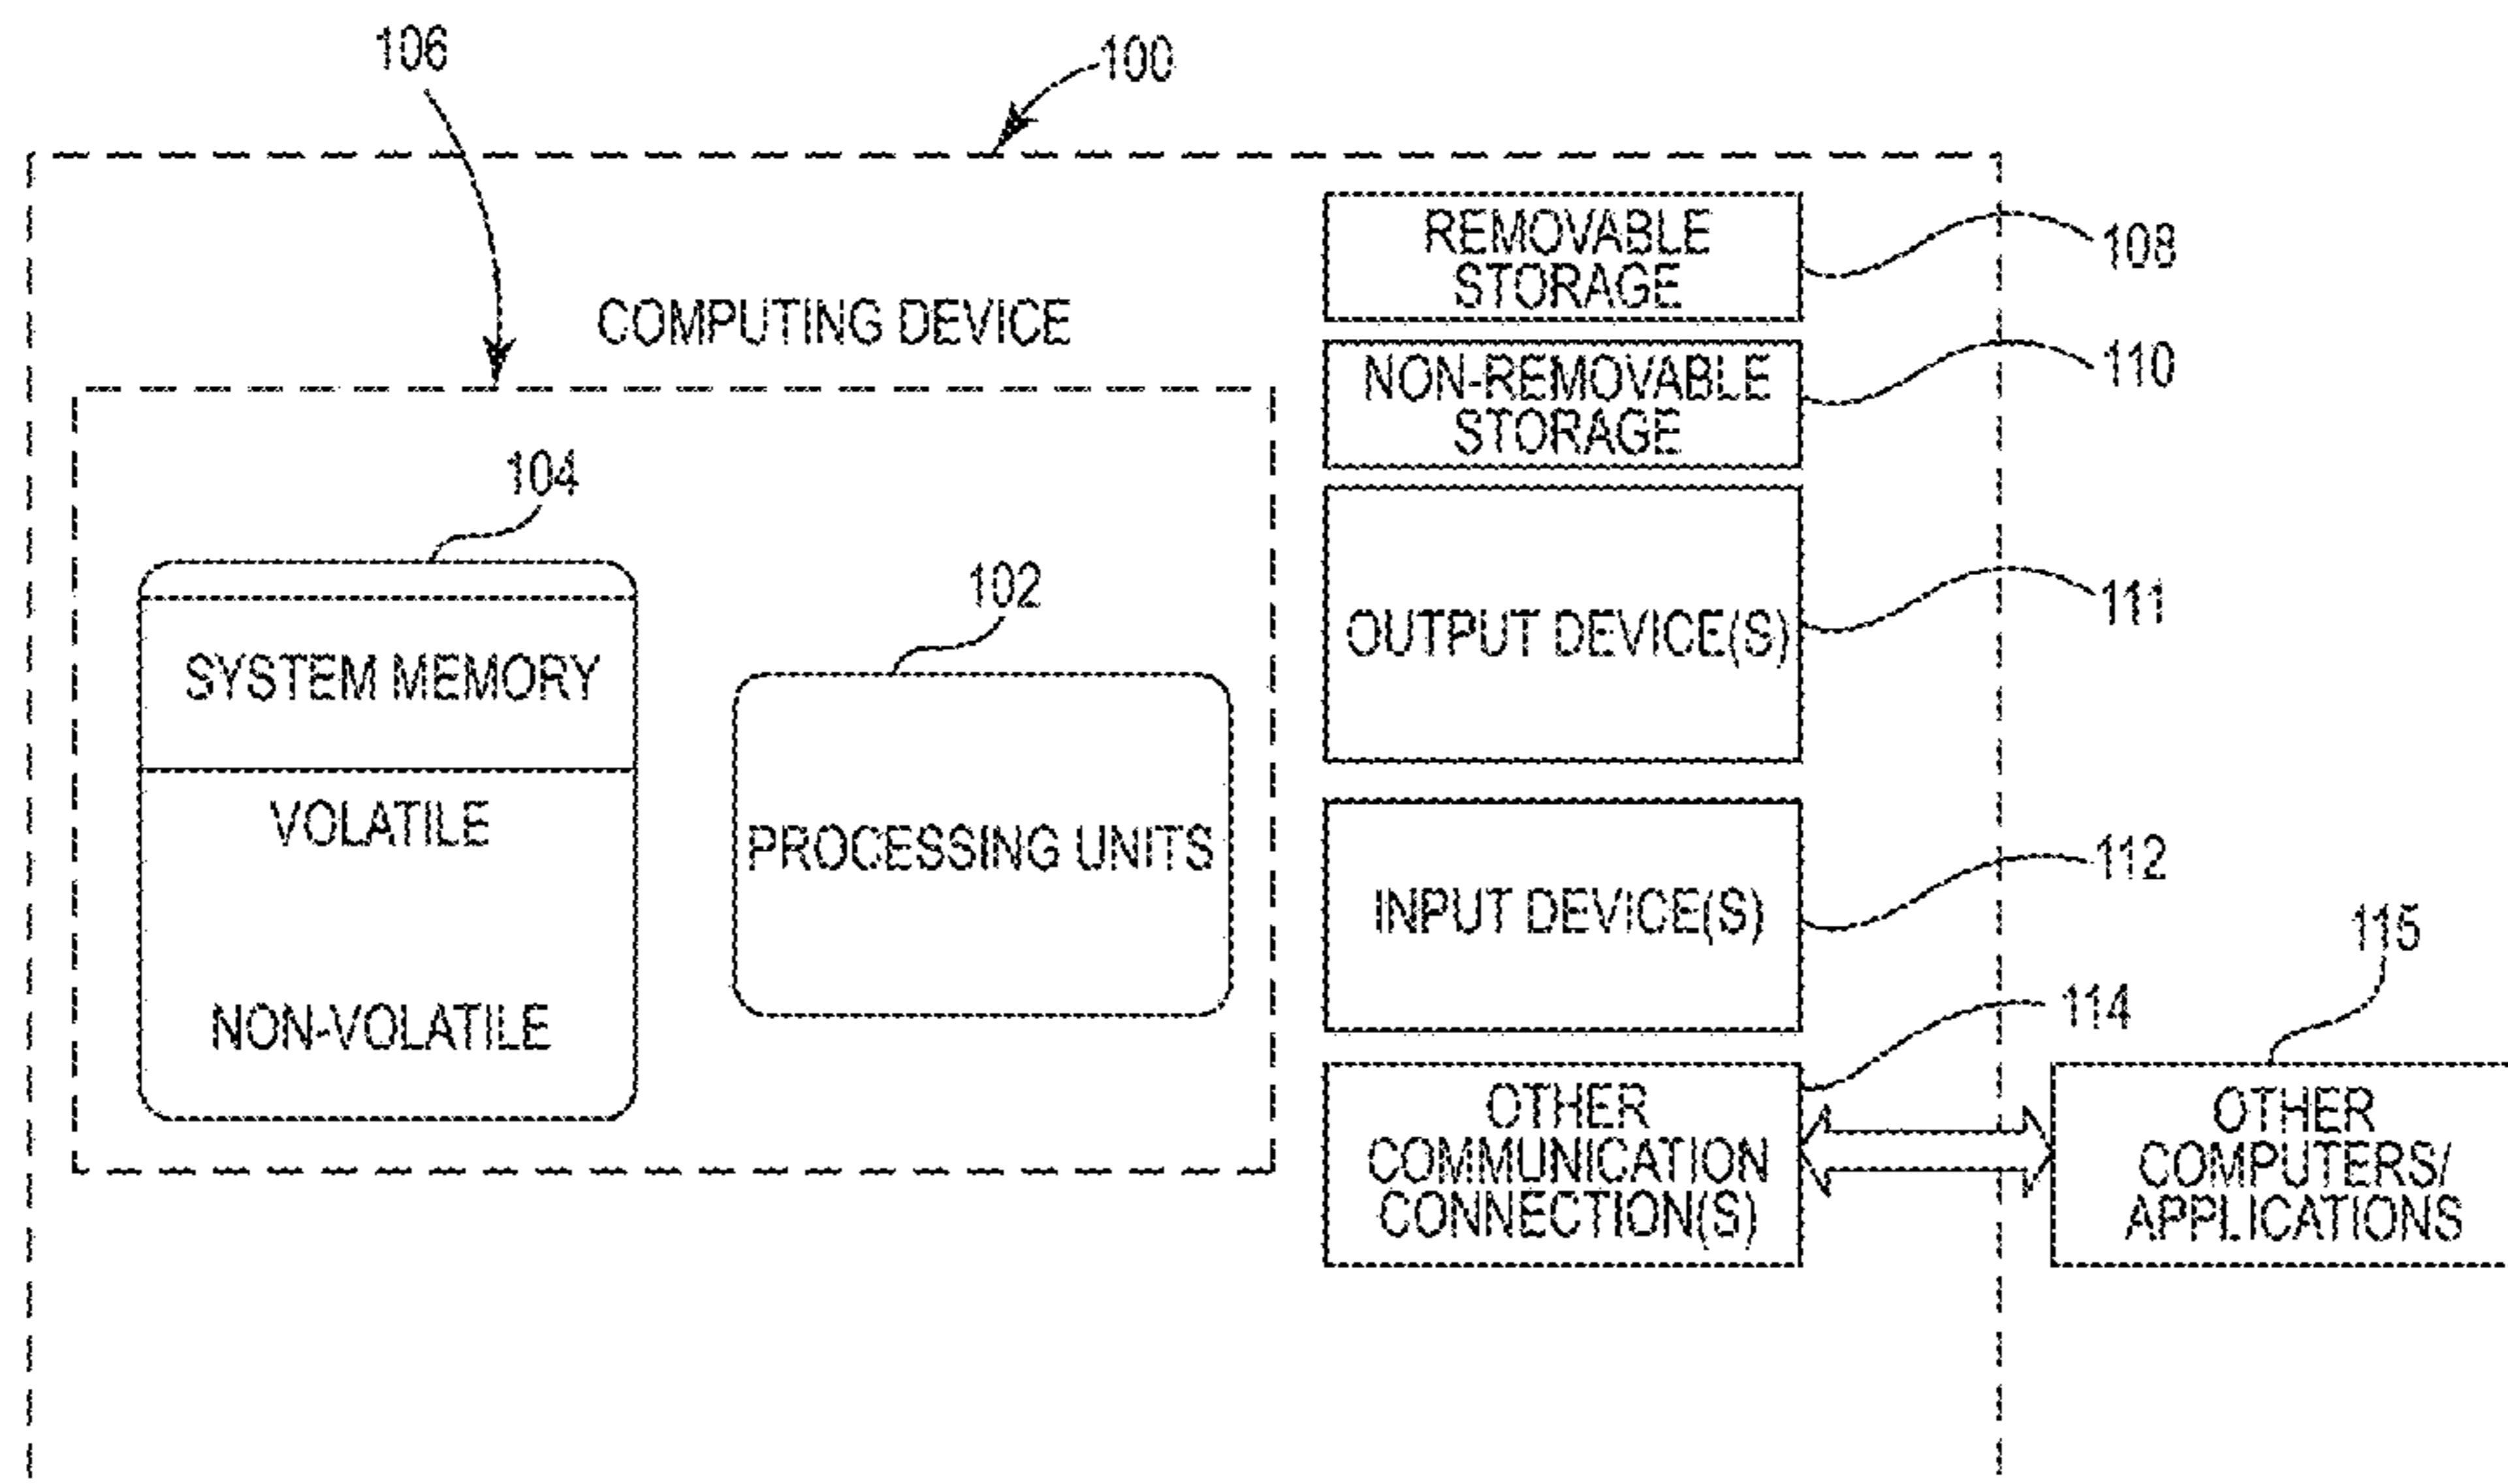 106
100
REMOVABLE
STORAGE
108
COMPUTING DEVICE
NON-REMOVABLE
STORAGE
110
104
SYSTEM MEMORY
VOLATILE
NON-VOLATILE
102
PROCESSING UNITS
OUTPUT DEVICE(S)
111
INPUT DEVICE(S)
112
114
115
OTHER
COMMUNICATION
CONNECTION(S)
OTHER
COMPUTERS/
APPLICATIONS